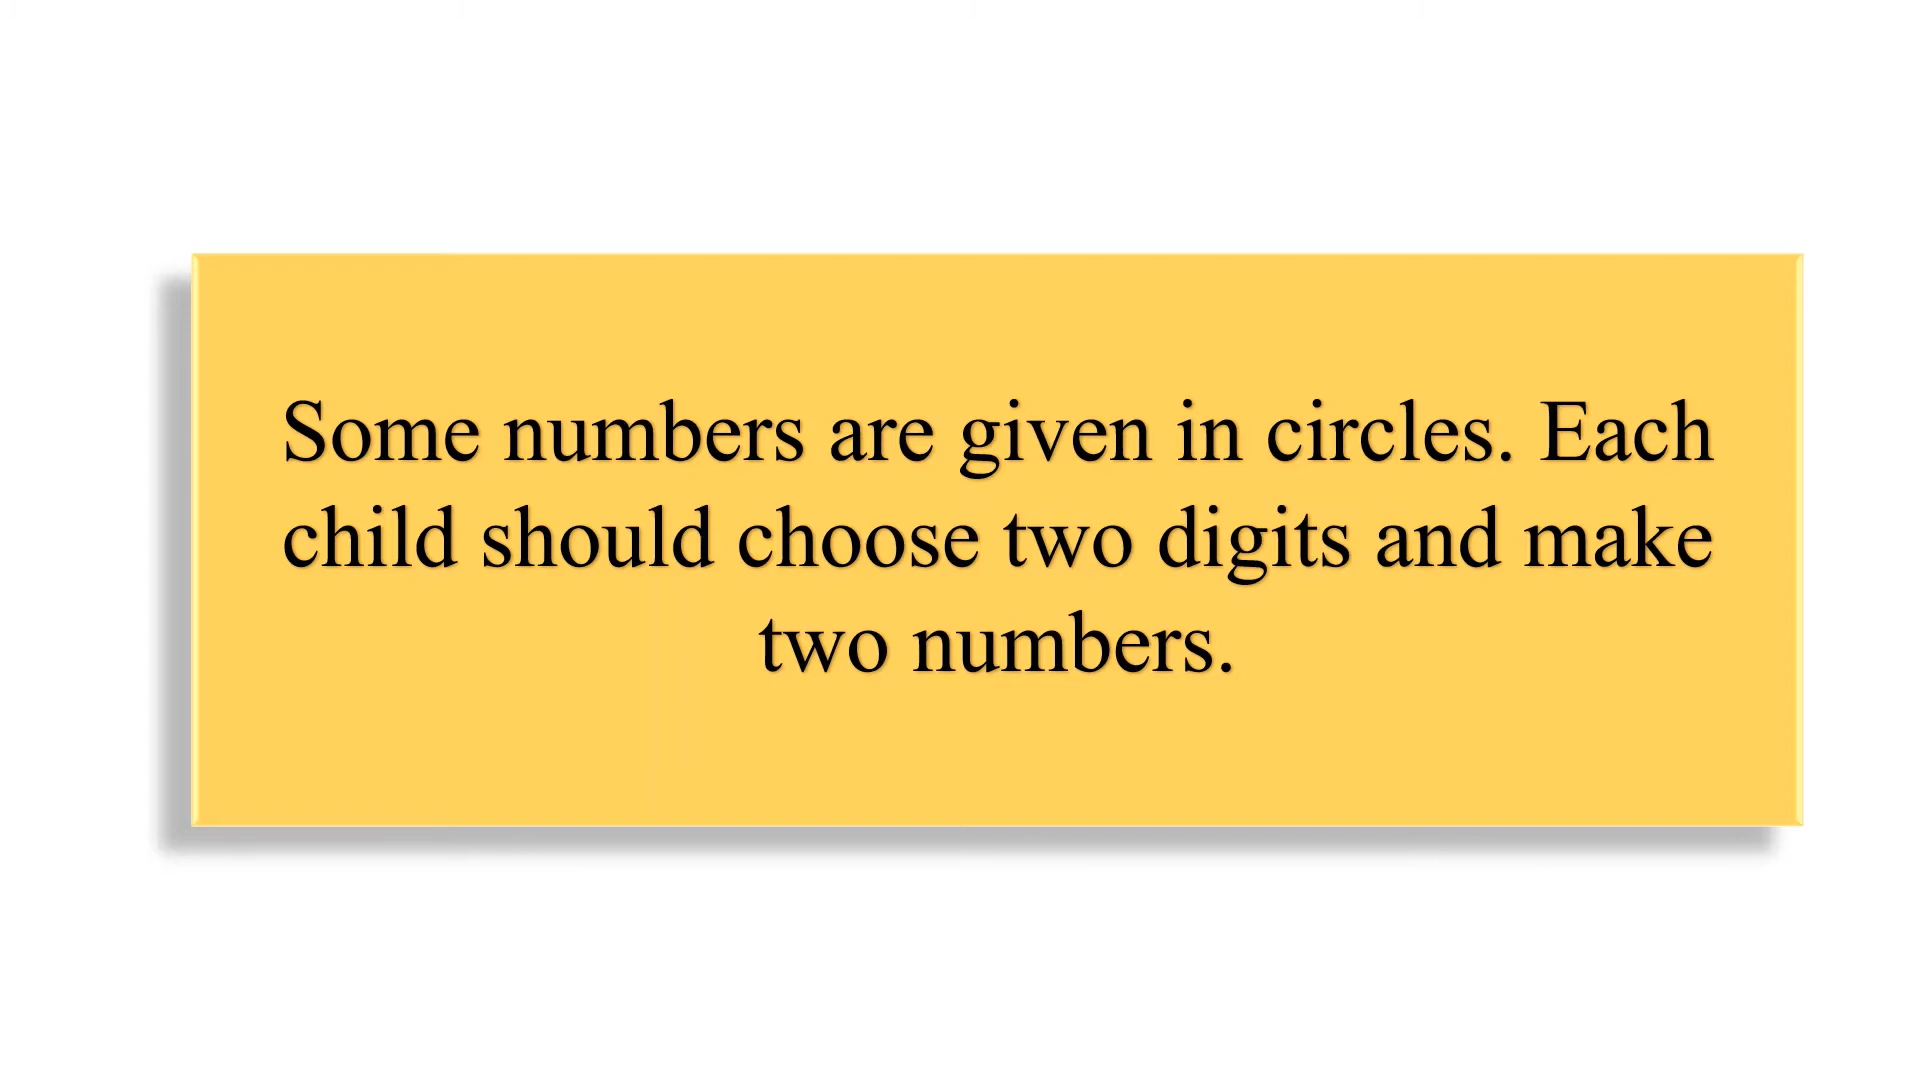 Some numbers are given in circles. Each
child should choose two digits and make
two numbers.